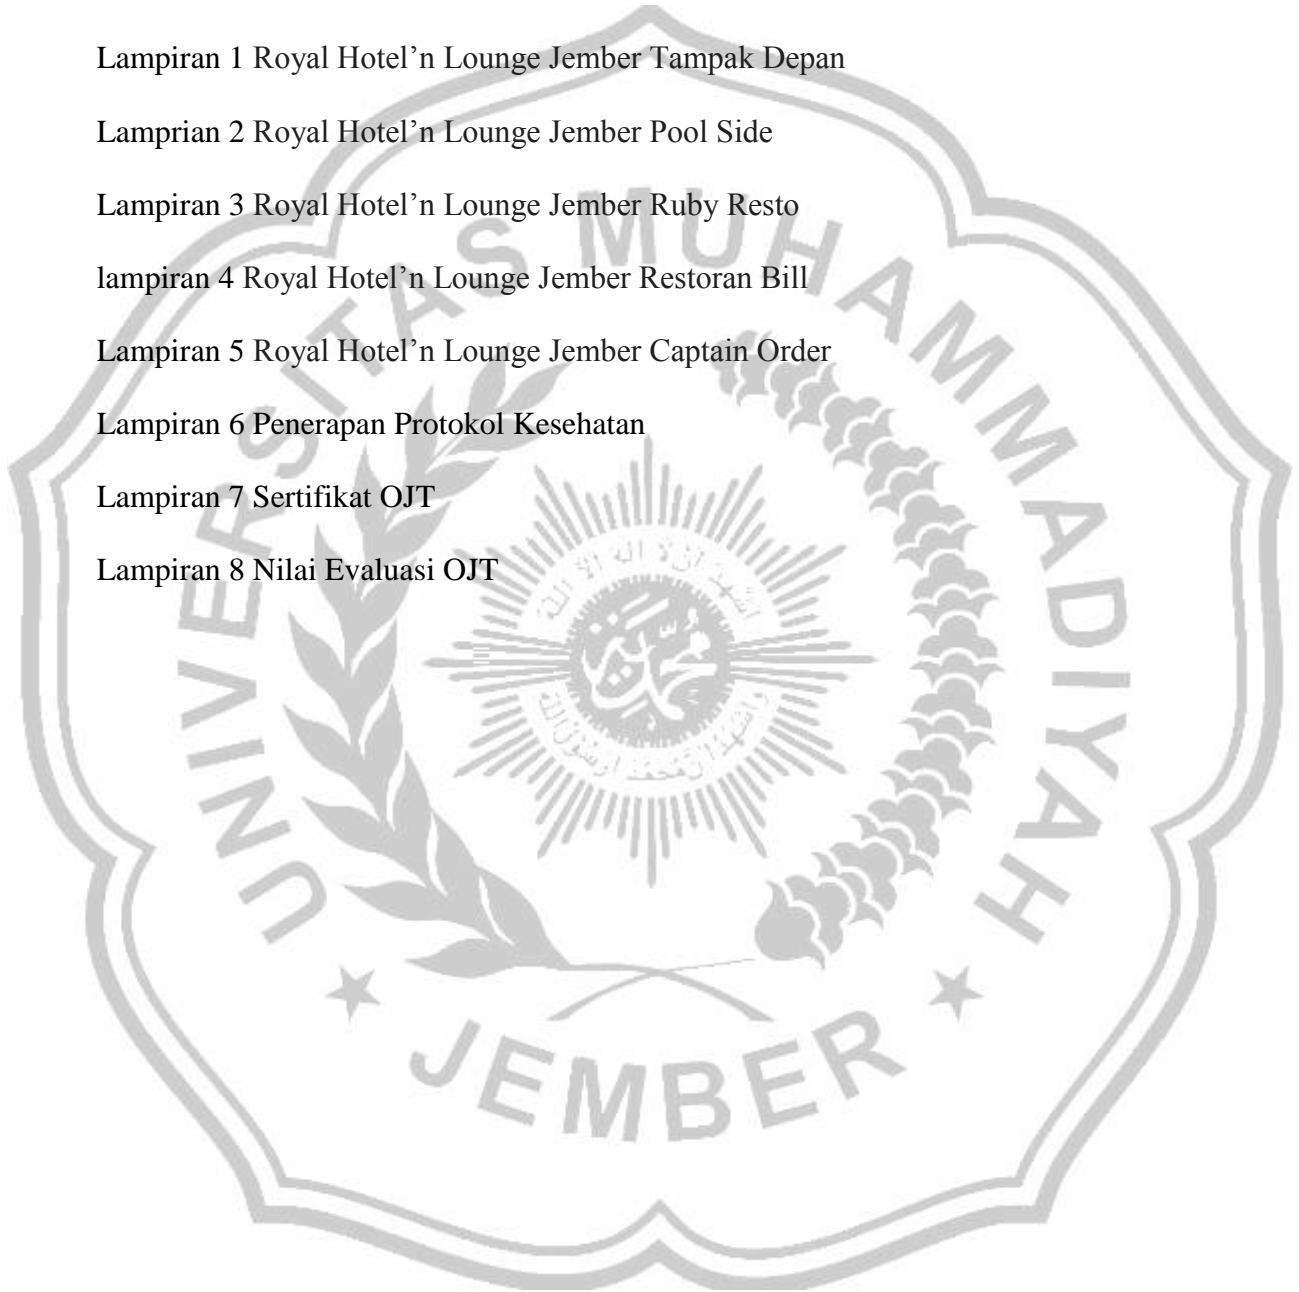 Lampiran 1 Royal Hotel’n Lounge Jember Tampak Depan
Lamprian 2 Royal Hotel’n Lounge Jember Pool Side
Lampiran 3 Royal Hotel’n Lounge Jember Ruby Resto
lampiran 4 Royal Hotel’n Lounge Jember Restoran Bill
Lampiran 5 Royal Hotel’n Lounge Jember Captain Order
Lampiran 6 Penerapan Protokol Kesehatan
Lampiran 7 Sertifikat OJT
Lampiran 8 Nilai Evaluasi OJT
UNIVERSITAS MUHAMMADIYAH
JEMBER